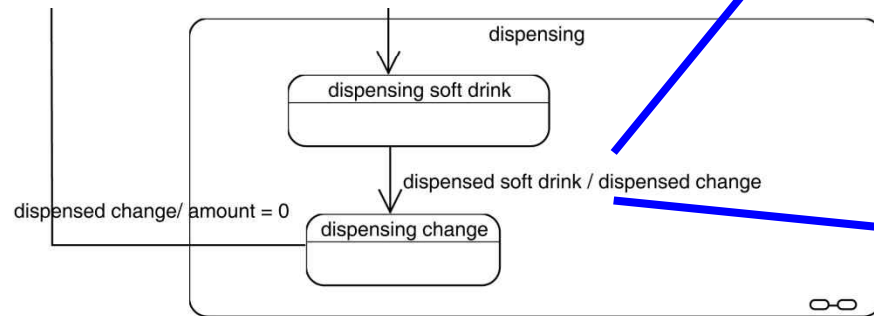 dispensing
dispensing soft drink
dispensed soft drink / dispensed change
dispensed change/ amount = 0
dispensing change